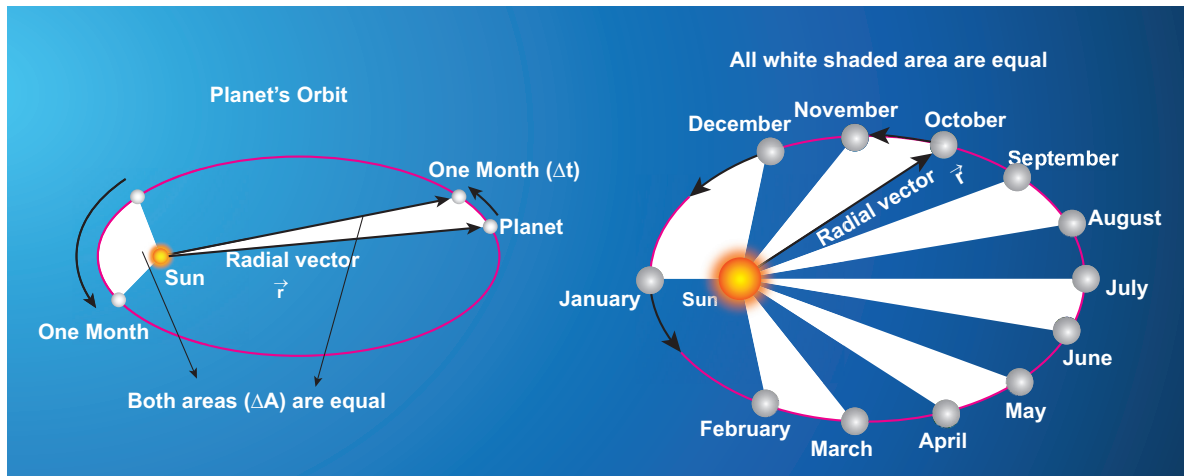 Planet's Orbit
One Month (Δt)
Planet
Sun
Radial vector
r
One Month
Both areas (ΔA) are equal
All white shaded area are equal
November
October
December
September
Radial vector r
August
July
January
Sun
June
May
February
March
April